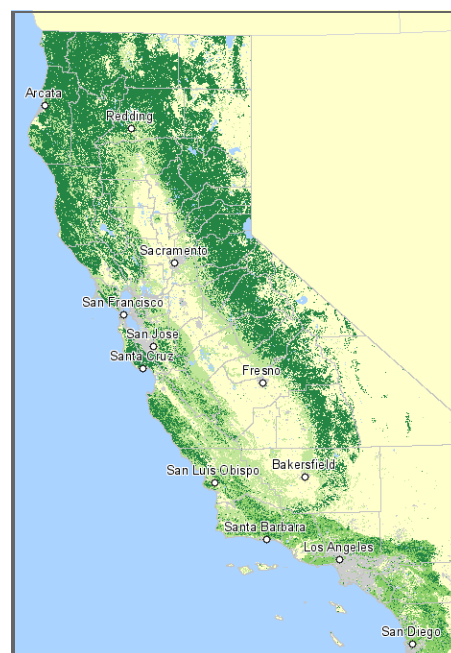 Arcata
Redding
Sacramento
San Francisco
San Jose
Santa Cruz
Fresno
Bakersfield
San Luis Obispo
Santa Barbara
Los Angeles
San Diego